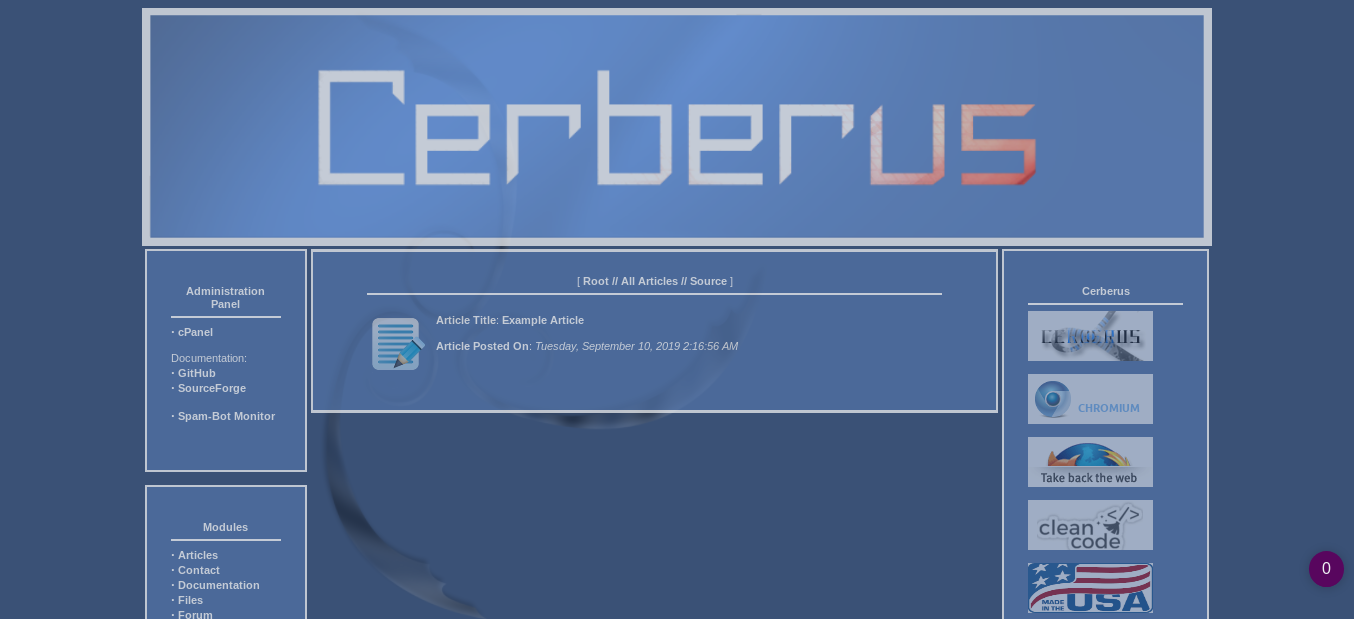 Cerberus
Administration
Panel
· cPanel
Documentation:
· GitHub
· SourceForge
· Spam-Bot Monitor
Modules
· Articles
· Contact
· Documentation
· Files
· Forum
[ Root // All Articles // Source ]
Article Title: Example Article
Article Posted On: Tuesday, September 10, 2019 2:16:56 AM
Cerberus
CERBERUS
CHROMIUM
Take back the web
clean </>
code
MADE
IN THE
USA
0